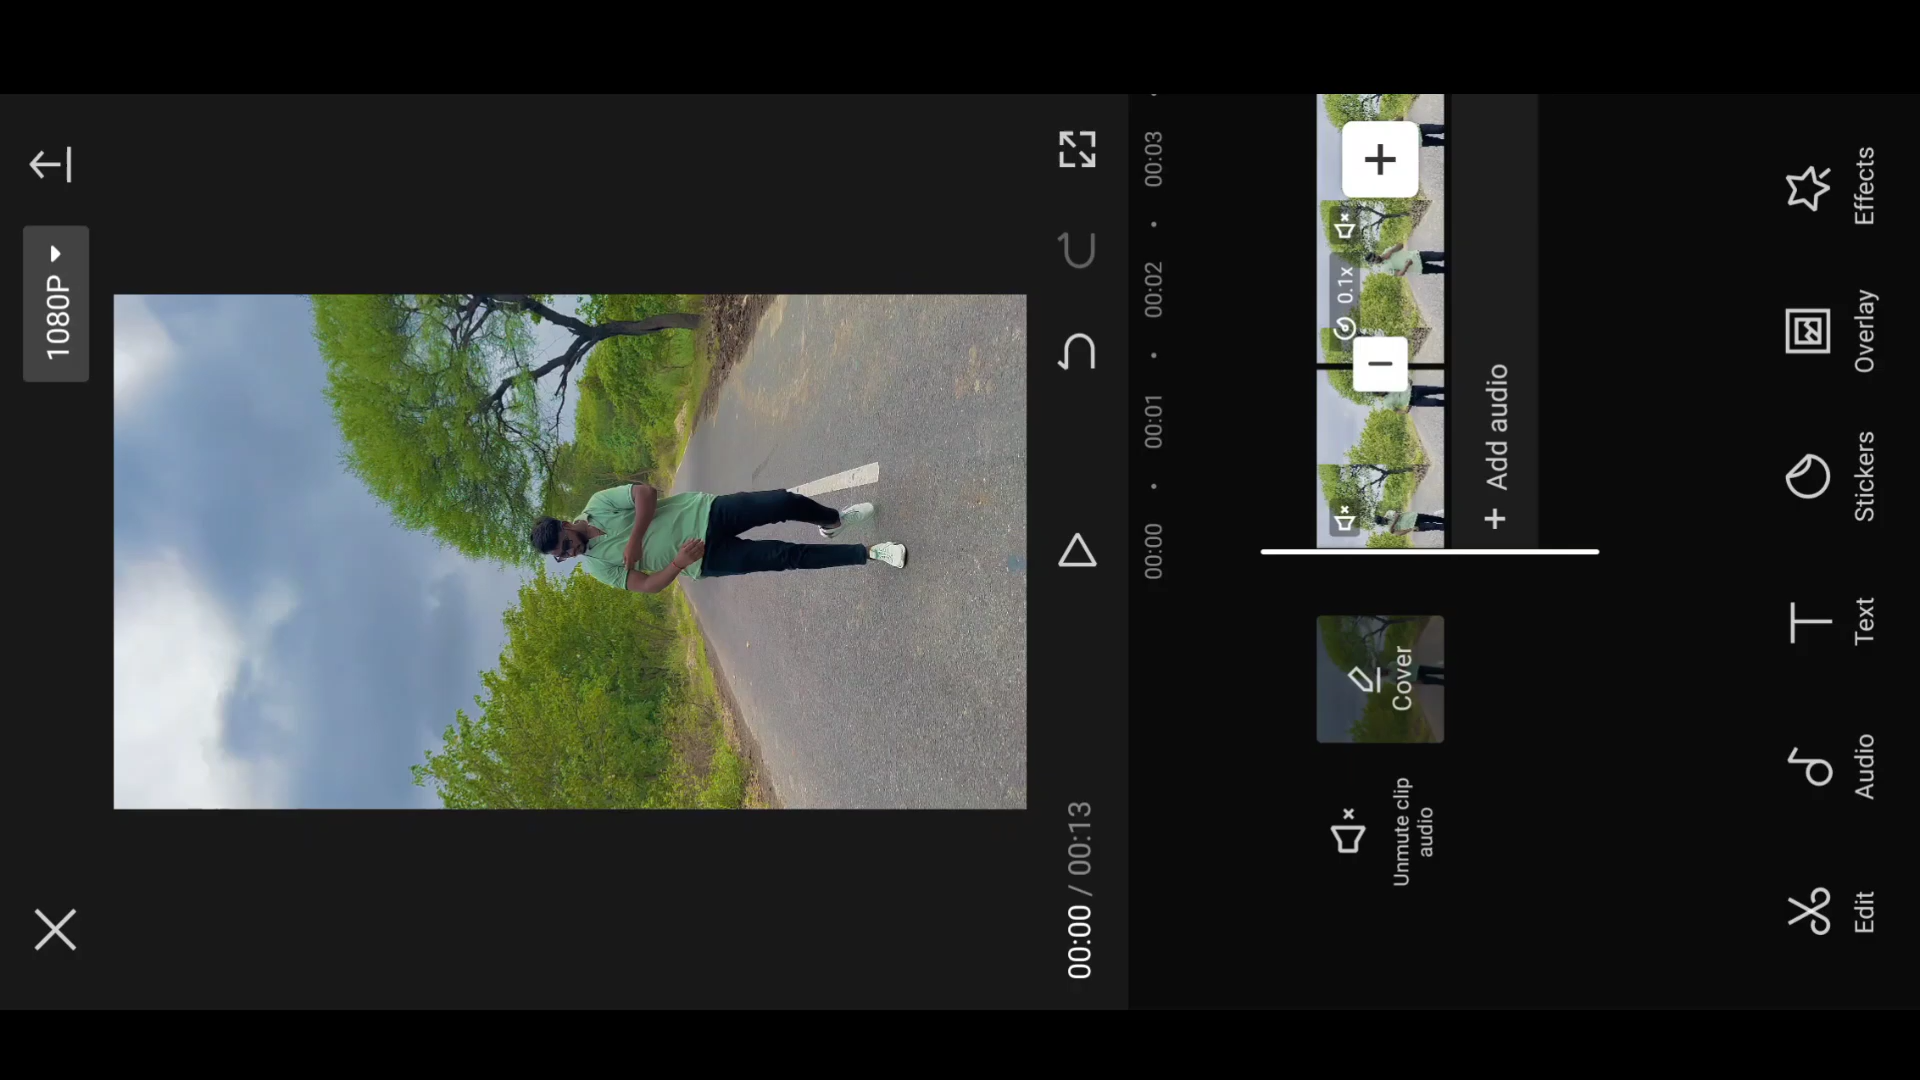 1080P
00:00 / 00:13
00:00 · 00:01 · 00:02 · 00:03
0.1x
Unmute clip
audio
Cover
+ Add audio
Edit
Audio
Text
Stickers
Overlay
Effects